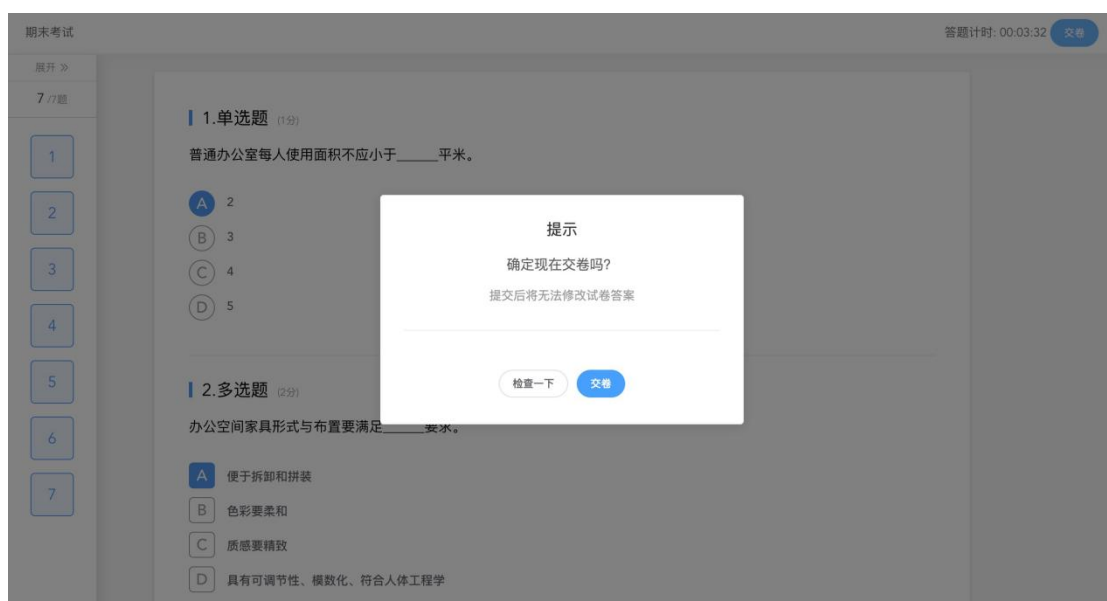 期末考试
答题计时: 00:03:32 交卷
展开 »
7 /7题
1
2
3
4
5
6
7
1.单选题 (1分)
普通办公室每人使用面积不应小于_____平米。
A 2
B 3
C 4
D 5
2.多选题 (2分)
办公空间家具形式与布置要满足_____要求。
A 便于拆卸和拼装
B 色彩要柔和
C 质感要精致
D 具有可调节性、模数化、符合人体工程学
提示
确定现在交卷吗?
提交后将无法修改试卷答案
检查一下 交卷